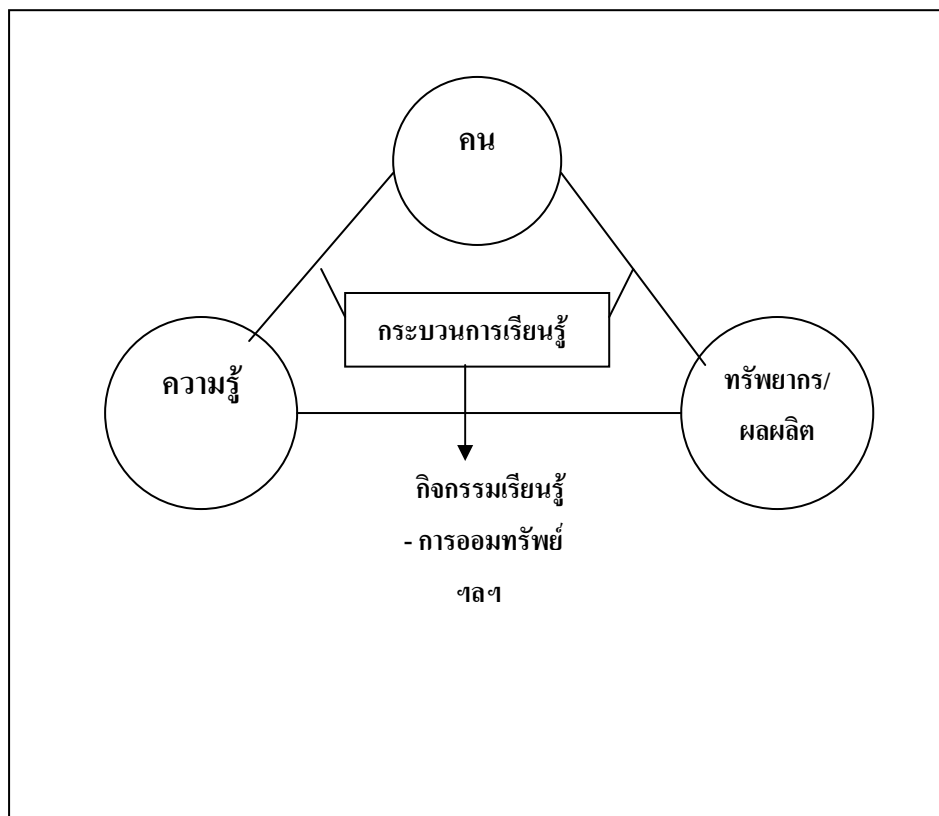 คน
กระบวนการเรียนรู้
ความรู้
ทรัพยากร/
ผลผลิต
กิจกรรมเรียนรู้
- การออมทรัพย์
ฯลฯ